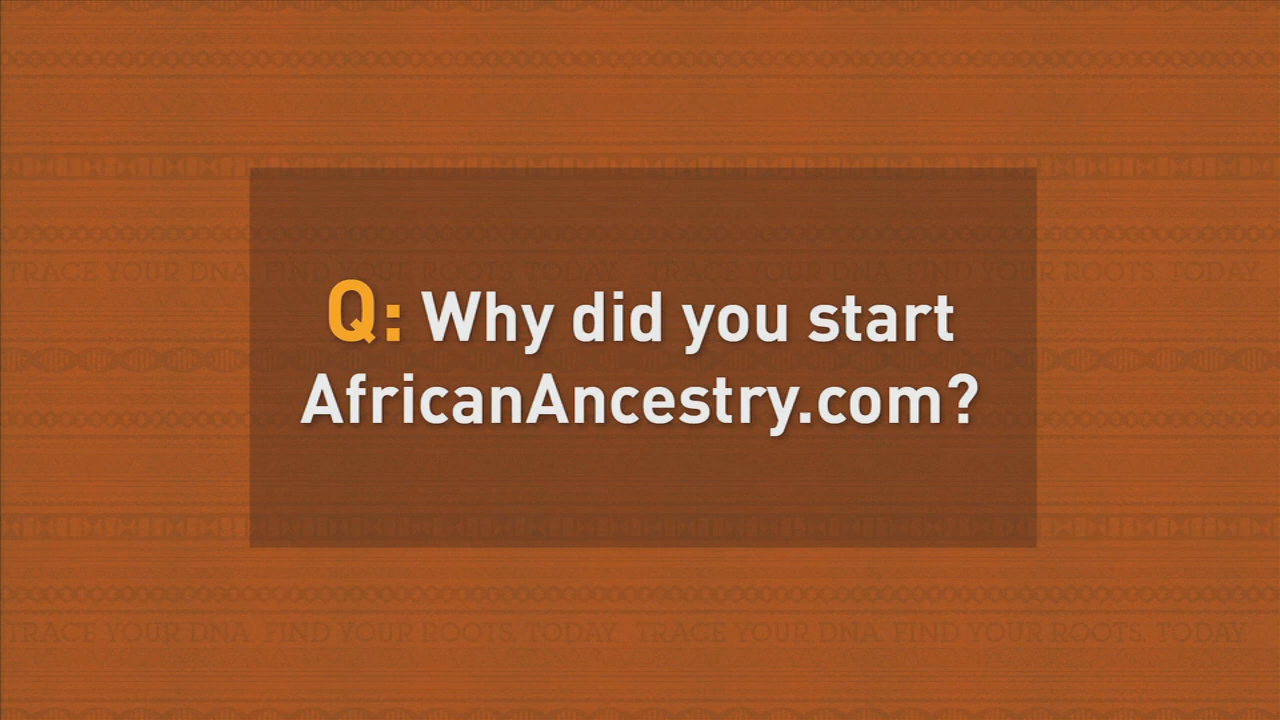 TRACE YOUR DNA. FIND YOUR ROOTS. TODAY. TRACE YOUR DNA. FIND YOUR ROOTS. TODAY
Q: Why did you start
AfricanAncestry.com?
TRACE YOUR DNA. FIND YOUR ROOTS. TODAY. TRACE YOUR DNA. FIND YOUR ROOTS. TODAY